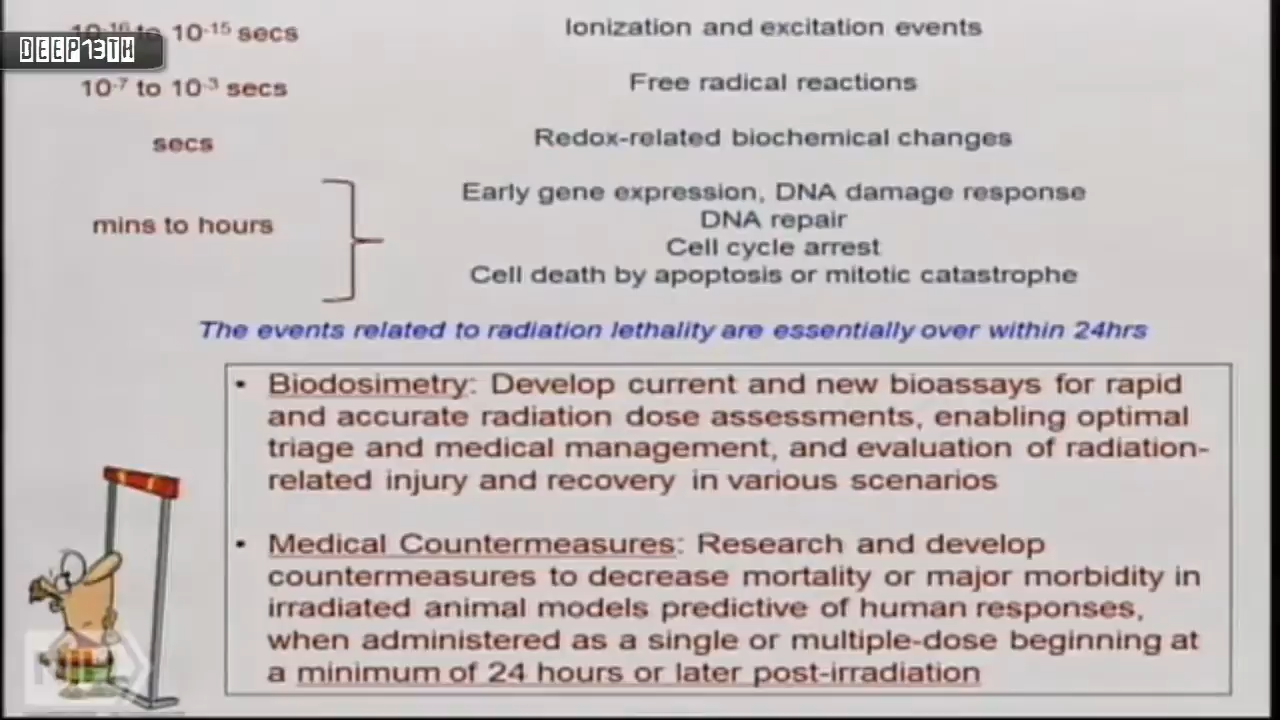 10⁻¹⁶ to 10⁻¹⁵ secs Ionization and excitation events
DEEP13TH
10⁻⁷ to 10⁻³ secs Free radical reactions
secs Redox-related biochemical changes
Early gene expression, DNA damage response
mins to hours DNA repair
Cell cycle arrest
Cell death by apoptosis or mitotic catastrophe
The events related to radiation lethality are essentially over within 24hrs
• Biodosimetry: Develop current and new bioassays for rapid
and accurate radiation dose assessments, enabling optimal
triage and medical management, and evaluation of radiation-
related injury and recovery in various scenarios
• Medical Countermeasures: Research and develop
countermeasures to decrease mortality or major morbidity in
irradiated animal models predictive of human responses,
when administered as a single or multiple-dose beginning at
a minimum of 24 hours or later post-irradiation
NIH